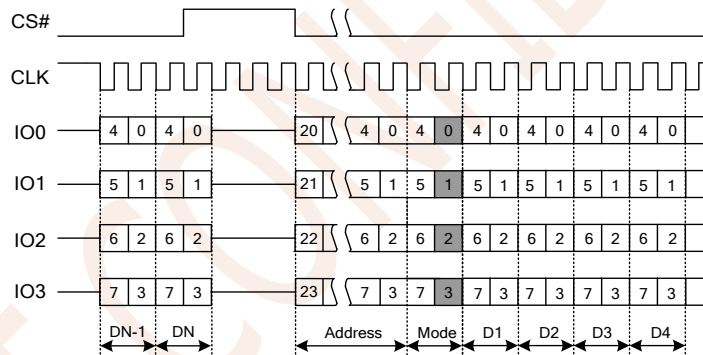 CS#
CLK
IO0 4 0 4 0 20 4 0 4 0 4 0 4 0 4 0 4 0
IO1 5 1 5 1 21 5 1 5 1 5 1 5 1 5 1 5 1
IO2 6 2 6 2 22 6 2 6 2 6 2 6 2 6 2 6 2
IO3 7 3 7 3 23 7 3 7 3 7 3 7 3 7 3 7 3
DN-1 DN Address Mode D1 D2 D3 D4